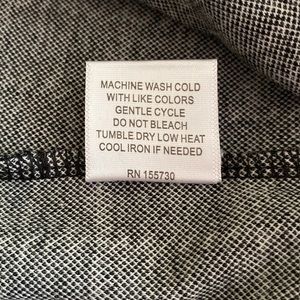 MACHINE WASH COLD
WITH LIKE COLORS
GENTLE CYCLE
DO NOT BLEACH
TUMBLE DRY LOW HEAT
COOL IRON IF NEEDED
RN 155730